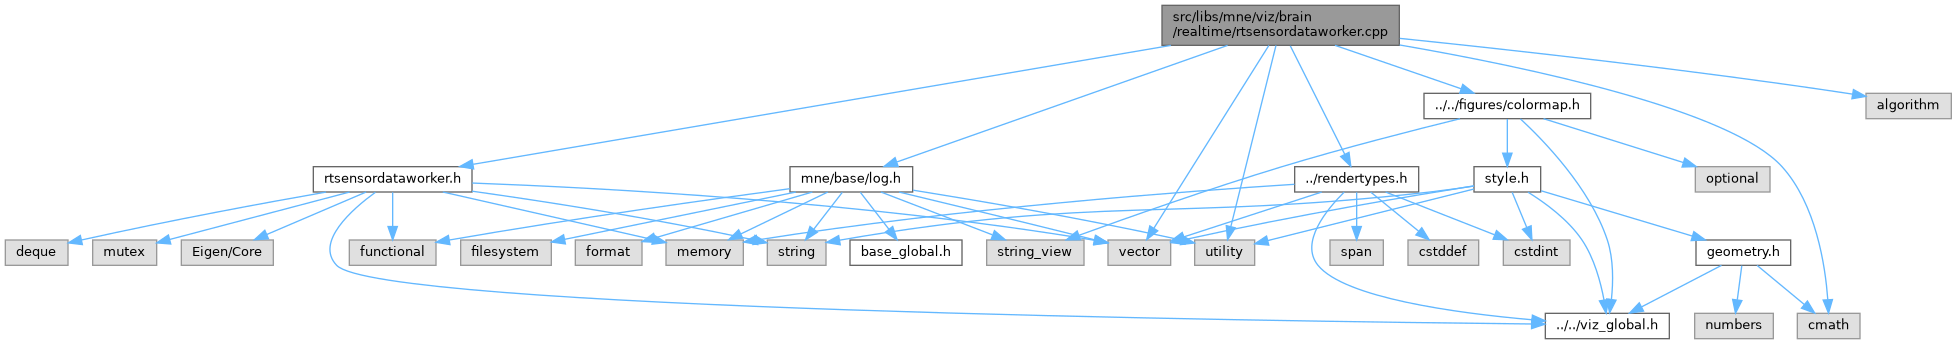 src/libs/mne/viz/brain
/realtime/rtsensordataworker.cpp
../../figures/colormap.h
algorithm
rtsensordataworker.h
mne/base/log.h
../rendertypes.h
style.h
optional
deque
mutex
Eigen/Core
functional
filesystem
format
memory
string
base_global.h
string_view
vector
utility
span
cstddef
cstdint
geometry.h
../../viz_global.h
numbers
cmath